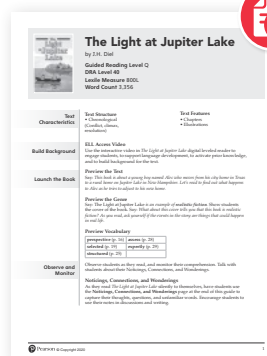 The Light at Jupiter Lake
by J.H. Diel
Guided Reading Level Q
DRA Level 40
Lexile Measure 800L
Word Count 3,356
Text Characteristics
Text Structure
• Chronological
(Conflict, climax,
resolution)
Text Features
• Chapters
• Illustrations
Build Background
ELL Access Video
Use the interactive video in The Light at Jupiter Lake digital leveled reader to
engage students, to support language development, to activate prior knowledge,
and to build background for the text.
Launch the Book
Preview the Text
Say: This book is about a young boy named Alex who moves from his city home in Texas
to a rural home on Jupiter Lake in New Hampshire. Let's read to find out what happens
to Alex as he tries to adjust to his new home.
Preview the Genre
Say: The Light at Jupiter Lake is an example of realistic fiction. Have students browse
the cover of the book. Say: What about this cover tells you that this book is realistic
fiction? As you read, ask yourself if the events in the story are things that could happen
in real life.
Preview Vocabulary
perspective (p. 16) assess (p. 28)
selected (p. 19) expertly (p. 29)
structured (p. 25)
Observe and Monitor
Observe students as they read, and monitor their comprehension. Talk with
students about their Noticings, Connections, and Wonderings.
Noticings, Connections, and Wonderings
As they read The Light at Jupiter Lake silently to themselves, have students use
the Noticings, Connections, and Wonderings page at the end of this guide to
capture their thoughts, questions, and unfamiliar words. Encourage students to
use their notes in discussions and writing.
Pearson © Copyright 2020
1